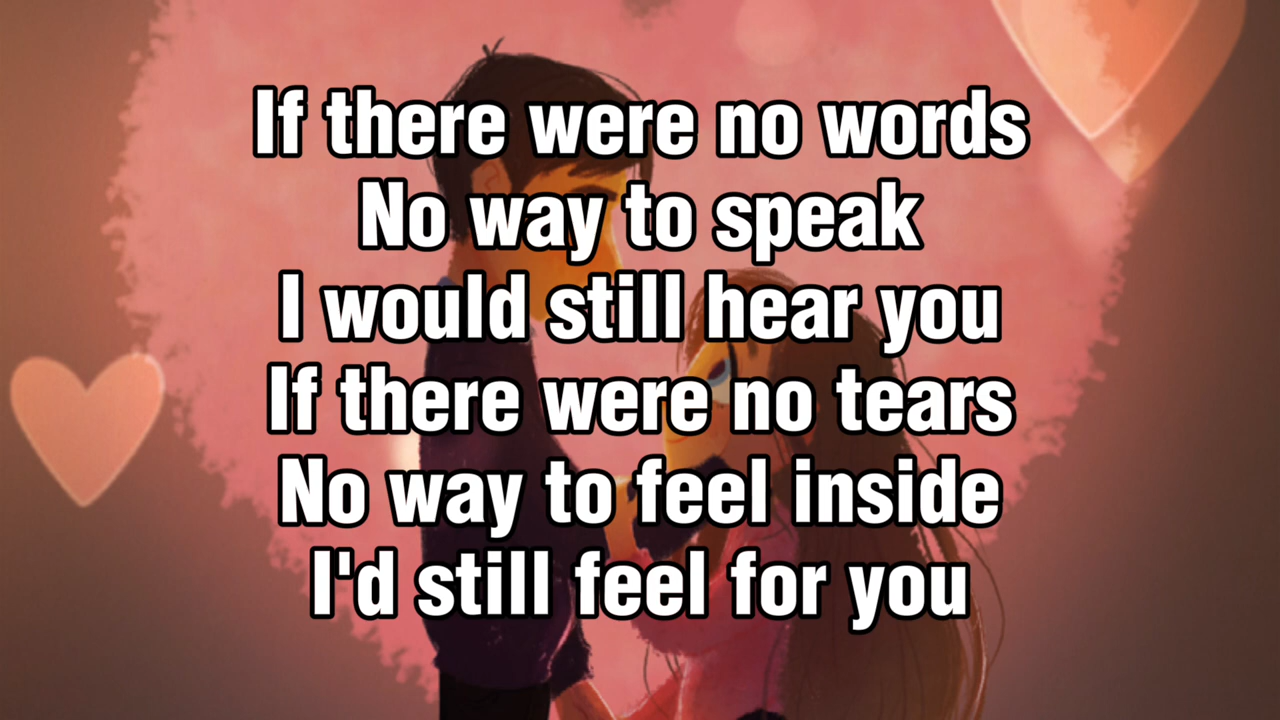 If there were no words
No way to speak
I would still hear you
If there were no tears
No way to feel inside
I'd still feel for you